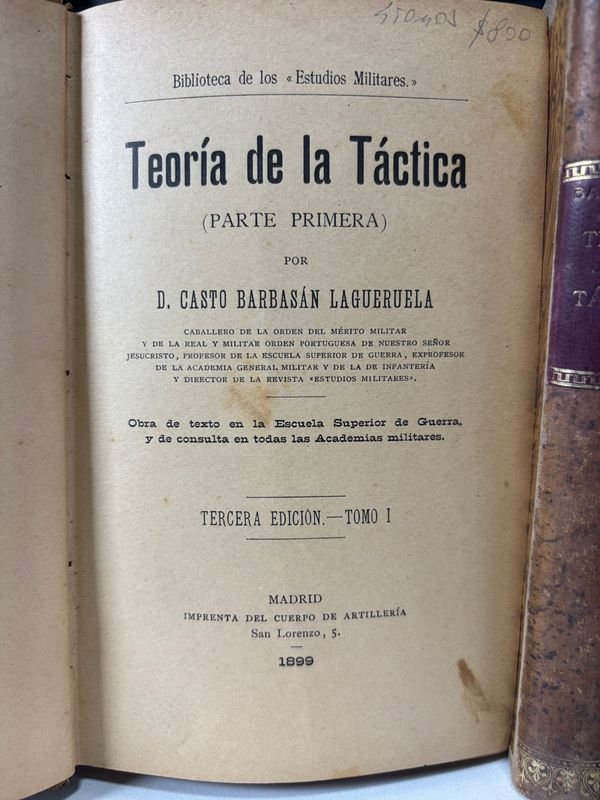 $800
Biblioteca de los «Estudios Militares.»
Teoría de la Táctica
(PARTE PRIMERA)
POR
D. CASTO BARBASÁN LAGUERUELA
CABALLERO DE LA ORDEN DEL MÉRITO MILITAR
Y DE LA REAL Y MILITAR ORDEN PORTUGUESA DE NUESTRO SEÑOR
JESUCRISTO, PROFESOR DE LA ESCUELA SUPERIOR DE GUERRA, EXPROFESOR
DE LA ACADEMIA GENERAL MILITAR Y DE LA DE INFANTERÍA
Y DIRECTOR DE LA REVISTA «ESTUDIOS MILITARES».
Obra de texto en la Escuela Superior de Guerra,
y de consulta en todas las Academias militares.
TERCERA EDICIÓN.—TOMO I
MADRID
IMPRENTA DEL CUERPO DE ARTILLERÍA
San Lorenzo, 5.
1899